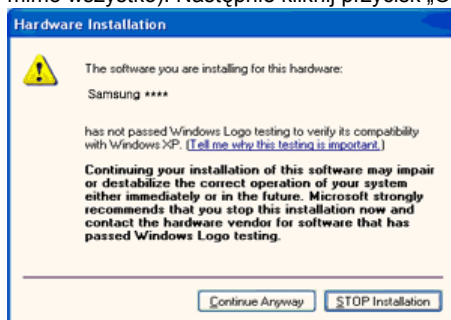 Hardware Installation
The software you are installing for this hardware:
Samsung ****
has not passed Windows Logo testing to verify its compatibility
with Windows XP. (Tell me why this testing is important.)
Continuing your installation of this software may impair
or destabilize the correct operation of your system
either immediately or in the future. Microsoft strongly
recommends that you stop this installation now and
contact the hardware vendor for software that has
passed Windows Logo testing.
Continue Anyway STOP Installation